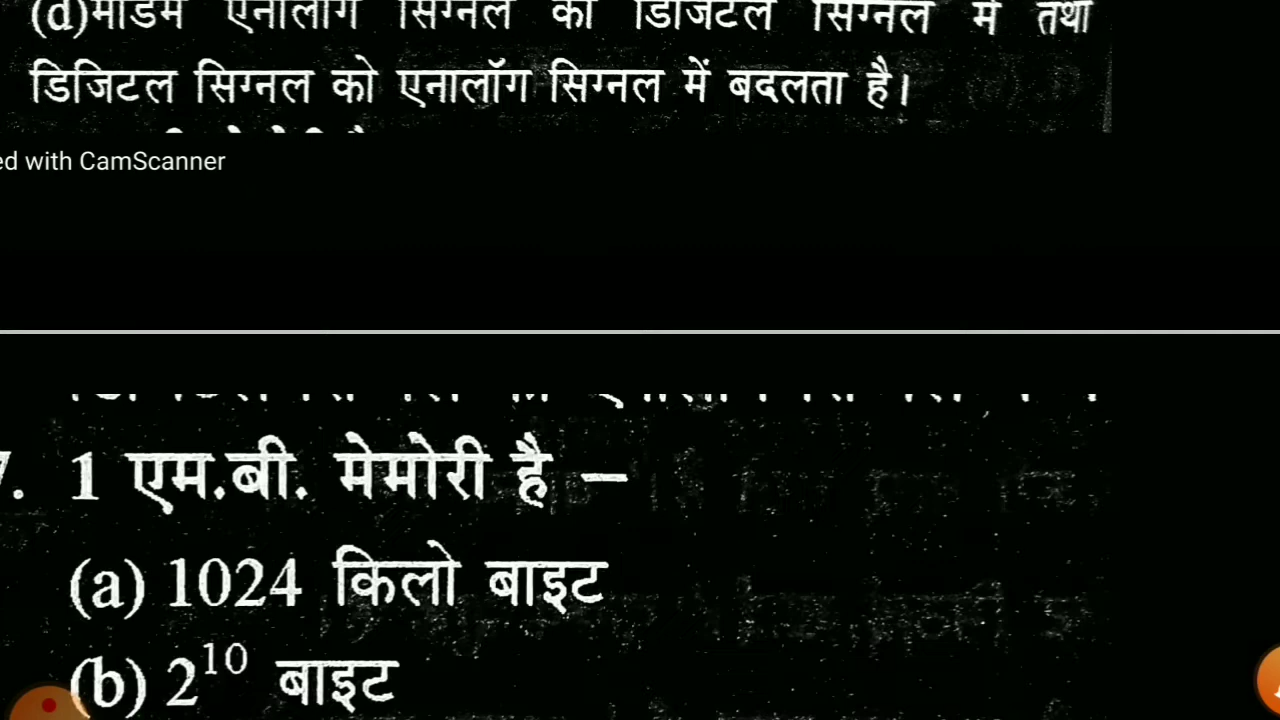 (d)मॉडम एनालॉग सिग्नल को डिजिटल सिग्नल में तथा
डिजिटल सिग्नल को एनालॉग सिग्नल में बदलता है।
ed with CamScanner
7. 1 एम.बी. मेमोरी है –
(a) 1024 किलो बाइट
(b) 2¹⁰ बाइट